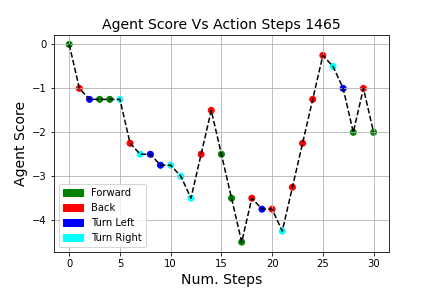 Agent Score Vs Action Steps 1465
Agent Score
0
−1
−2
−3
−4
Forward
Back
Turn Left
Turn Right
0 5 10 15 20 25 30
Num. Steps